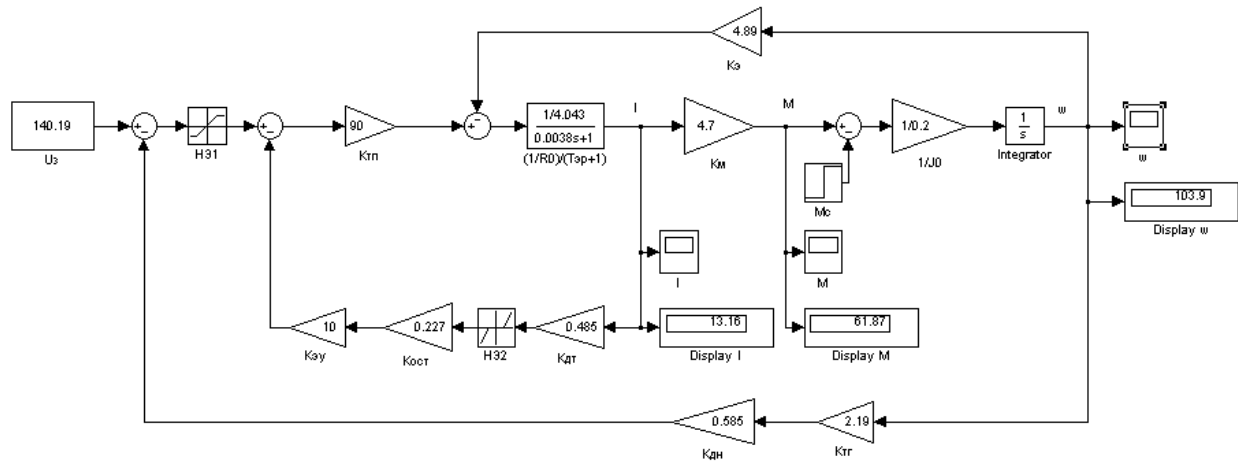 4.89
Kэ
140.19
Uз
НЭ1
90
Kтп
1/4.043
0.0038s+1
(1/R0)/(Tэр+1)
I
4.7
Kм
M
1/0.2
1/J0
1
s
Integrator
w
w
Mc
103.9
Display w
I
M
10
Kэу
0.227
Kост
НЭ2
0.485
Kдт
13.16
Display I
61.87
Display M
0.585
Kдн
2.19
Kтг